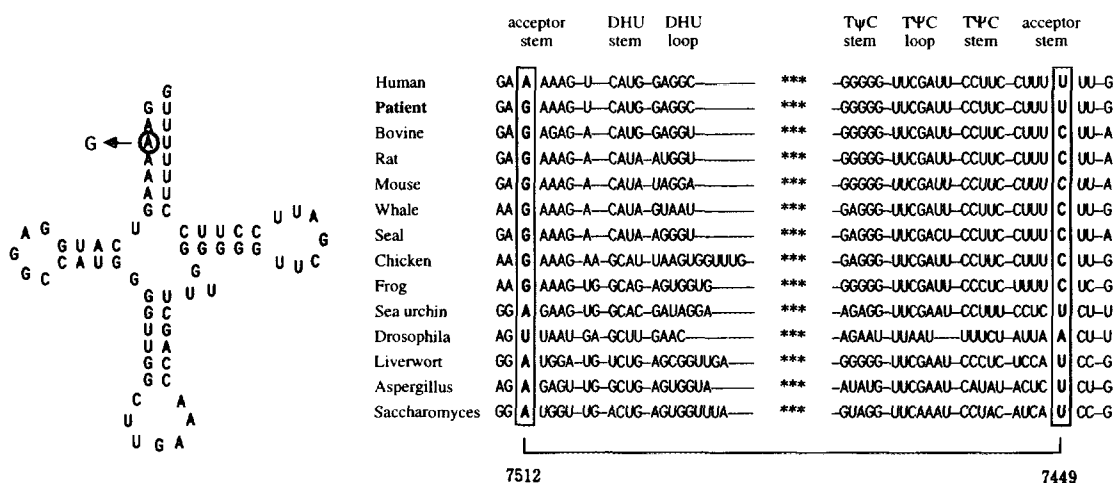 acceptor stem DHU stem DHU loop TψC stem TΨC loop TΨC stem acceptor stem
Human GA A AAAG-U-CAUG-GAGGC *** GGGGG-UUCGAUU-CCUUC-CUUU U UU-G
Patient GA G AAAG-U-CAUG-GAGGC *** GGGGG-UUCGAUU-CCUUC-CUUU U UU-G
Bovine GA G AGAG-A-CAUG-GAGGU *** GGGGG-UUCGAUU-CCUUC-CUUU C UU-A
Rat GA G AAAG-A-CAUA-AUGGU *** GGGGG-UUCGAUU-CCUUC-CUUU C UU-A
Mouse GA G AAAG-A-CAUA-UAGGA *** GGGGG-UUCGAUU-CCUUC-CUUU C UU-A
Whale AA G AAAG-A-CAUA-GUAAU *** GAGGG-UUCGAUU-CCUUC-CUUU C UU-G
Seal GA G AAAG-A-CAUA-AGGGU *** GAGGG-UUCGACU-CCUUC-CUUU C UU-A
Chicken AA G AAAG-AA-GCAU-UAAGUGGUUUG *** GAGGG-UUCGAUU-CCUUC-CUUU C UU-G
Frog AA G AAAG-UG-GCAG-AGUGGUG *** GGGGG-UUCGAUU-CCUUC-UUUU C UC-G
Sea urchin GG A GAAG-UG-GCAC-GAUAGGA *** AGAGG-UUCGAAU-CCUUU-CCUC U CU-U
Drosophila AG U UAAU-GA-GCUU-GAAC *** AGAAU-UUAAU-UUUCU-AUUA A CU-U
Liverwort GG A UGGA-UG-UCUG-AGCGGUUGA *** GGGGG-UUCGAAU-CCCUC-UCCA U CU-G
Aspergillus AG A GAGU-UG-GCUG-AGUGGUA *** AUAUG-UUCGAAU-CAUAU-ACUC U CU-G
Saccharomyces GG A UGGU-UG-ACUG-AGUGGUUUA *** GUAGG-UUCAAAU-CCUAC-AUCA U CC-G
7512 7449
G
G U
G U
A U
G A U
A U
A U
A U
G C
U
G G U A C
A
G G C C A U G
G
C U U C C
G G G G G
U U A G C U U
G U U
G
G U
G C
G G
U A
U C
G C
G C
C A
U A
U G A A